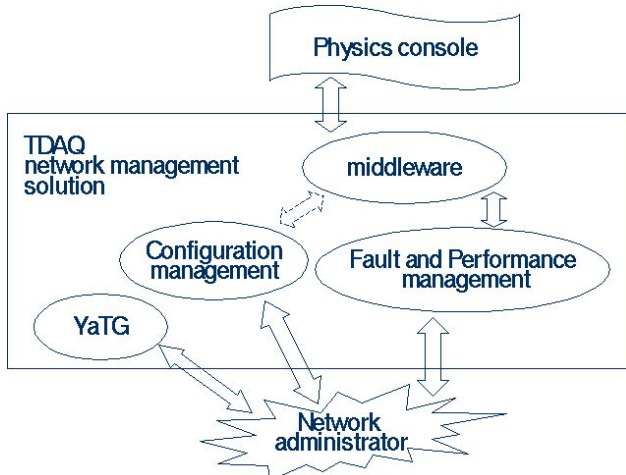 Physics console
TDAQ
network management
solution
middleware
Configuration
management
Fault and Performance
management
YaTG
Network
administrator